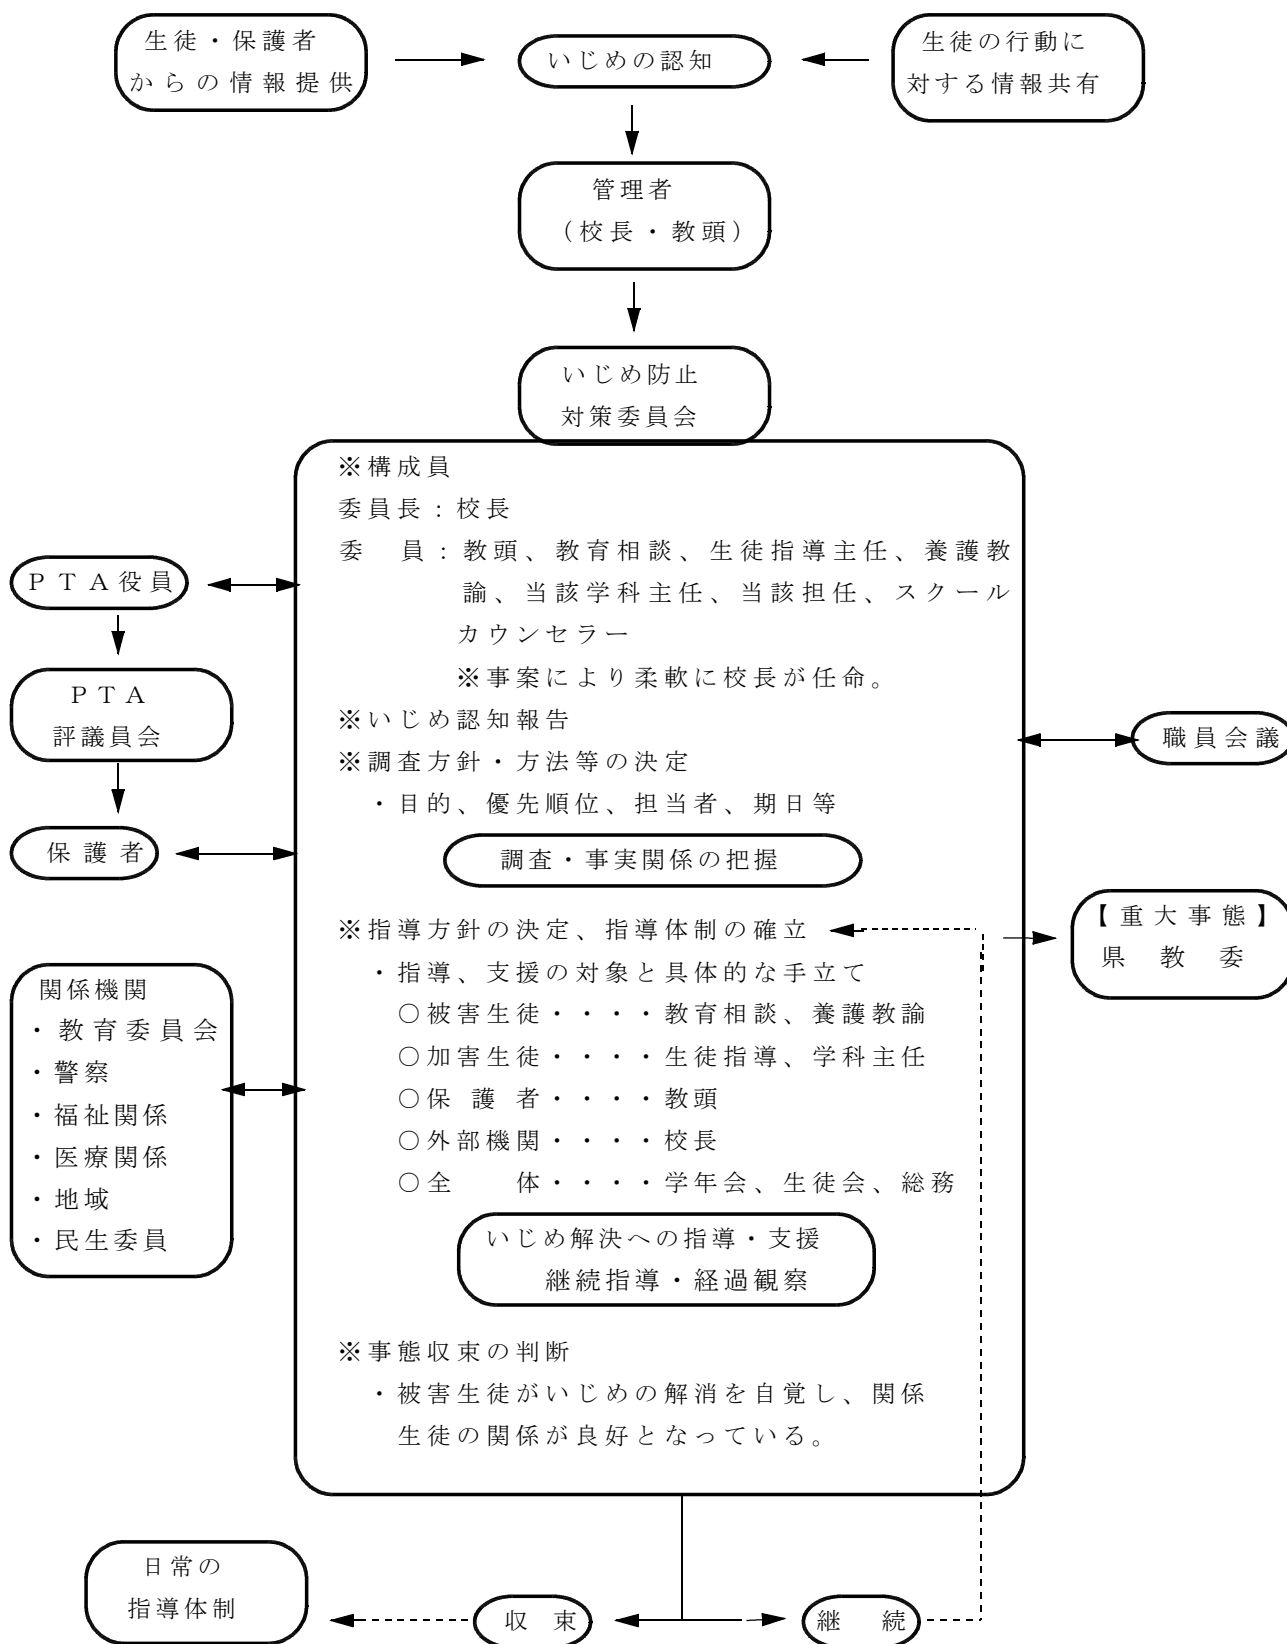 生徒・保護者
からの情報提供
いじめの認知
生徒の行動に
対する情報共有
管理者
（校長・教頭）
いじめ防止
対策委員会
※構成員
委員長：校長
委　員：教頭、教育相談、生徒指導主任、養護教
諭、当該学科主任、当該担任、スクール
カウンセラー
※事案により柔軟に校長が任命。
※いじめ認知報告
※調査方針・方法等の決定
・目的、優先順位、担当者、期日等
調査・事実関係の把握
※指導方針の決定、指導体制の確立
・指導、支援の対象と具体的な手立て
○被害生徒・・・・教育相談、養護教諭
○加害生徒・・・・生徒指導、学科主任
○保 護 者・・・・教頭
○外部機関・・・・校長
○全　　体・・・・学年会、生徒会、総務
いじめ解決への指導・支援
継続指導・経過観察
※事態収束の判断
・被害生徒がいじめの解消を自覚し、関係
生徒の関係が良好となっている。
ＰＴＡ役員
ＰＴＡ
評議員会
保護者
関係機関
・教育委員会
・警察
・福祉関係
・医療関係
・地域
・民生委員
職員会議
【重大事態】
県　教　委
日常の
指導体制
収　束
継　続